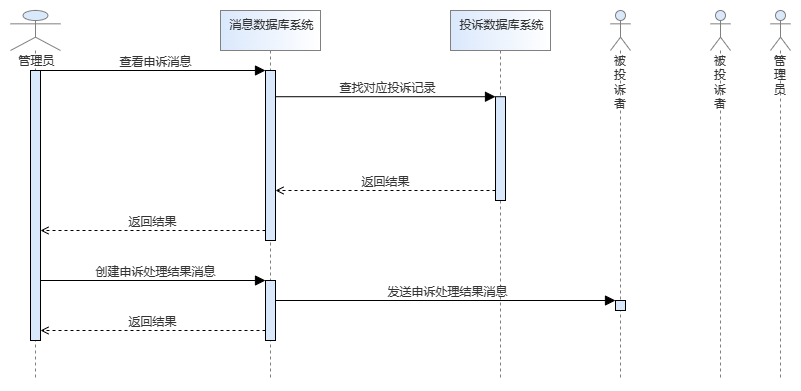 消息数据库系统
投诉数据库系统
管理员
被投诉者
被投诉者
管理员
查看申诉消息
查找对应投诉记录
返回结果
返回结果
创建申诉处理结果消息
发送申诉处理结果消息
返回结果